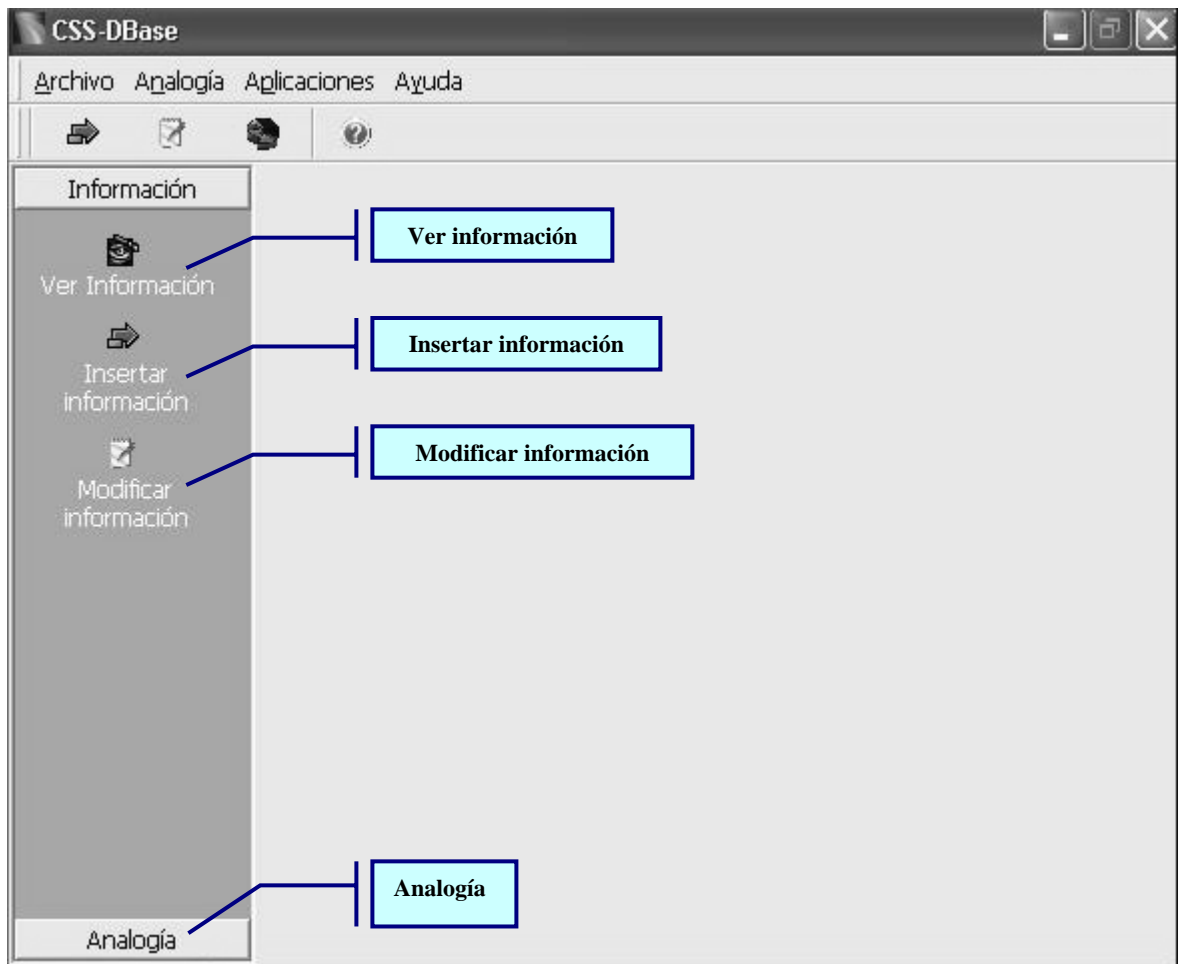 CSS-DBase
Archivo Analogía Aplicaciones Ayuda
Información
Ver Información
Insertar
información
Modificar
información
Ver información
Insertar información
Modificar información
Analogía
Analogía